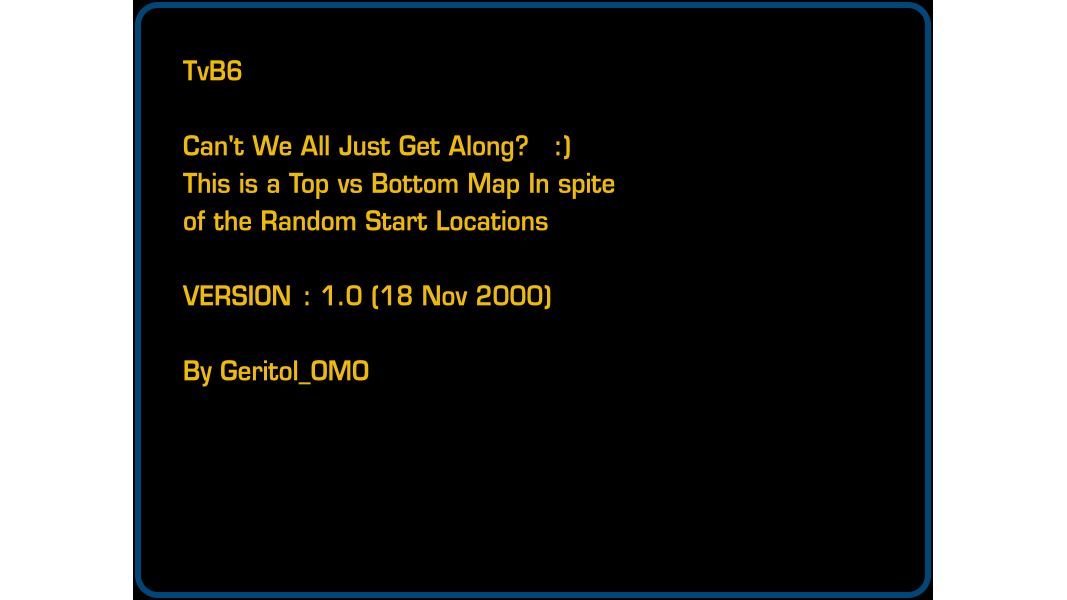 TvB6
Can't We All Just Get Along?   :)
This is a Top vs Bottom Map In spite
of the Random Start Locations
VERSION : 1.0 (18 Nov 2000)
By Geritol_OMO